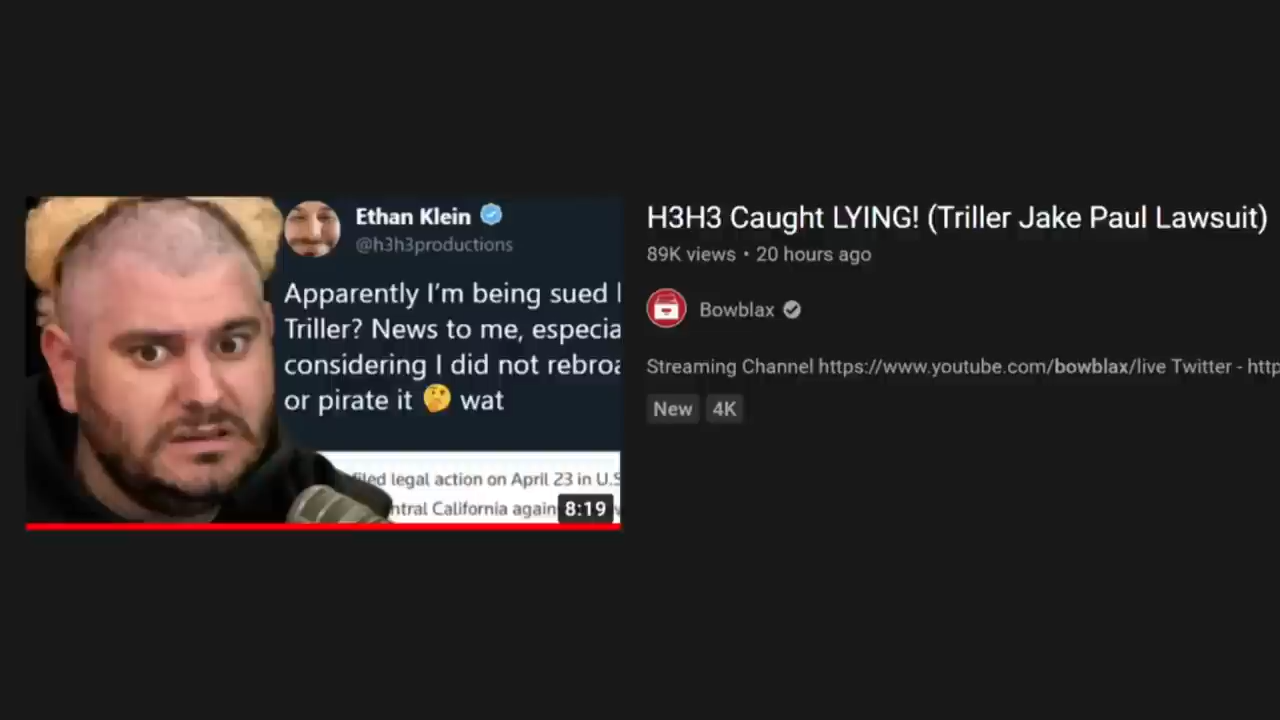 Ethan Klein
@h3h3productions
Apparently I'm being sued
Triller? News to me, especia
considering I did not rebroa
or pirate it 🤔 wat
filed legal action on April 23 in U.S
ntral California again
8:19
H3H3 Caught LYING! (Triller Jake Paul Lawsuit)
89K views • 20 hours ago
Bowblax
Streaming Channel https://www.youtube.com/bowblax/live Twitter - http
New 4K